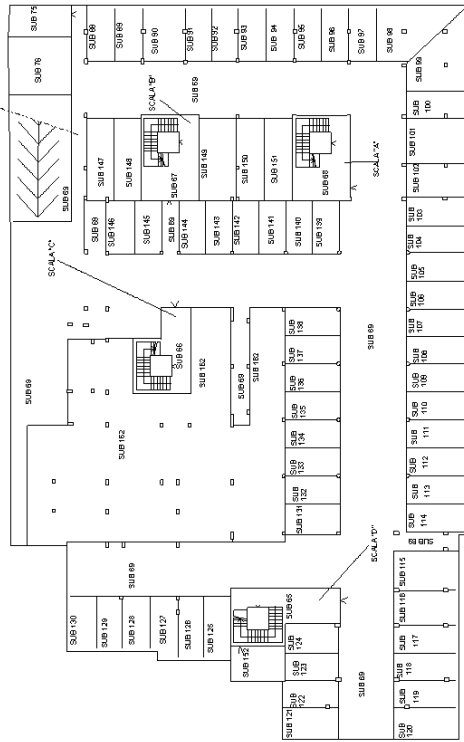 SUB 75
SUB 76
SUB 69
SUB 88
SUB 89
SUB 90
SUB 91
SUB 92
SUB 93
SUB 94
SUB 95
SUB 96
SUB 97
SUB 98
SUB 99
SUB 100
SUB 101
SUB 102
SUB 103
SUB 104
SUB 105
SUB 106
SUB 107
SUB 108
SUB 109
SUB 110
SUB 111
SUB 112
SUB 113
SUB 114
SUB 69
SUB 115
SUB 116
SUB 117
SUB 118
SUB 119
SUB 120
SUB 69
SCALA "B"
SCALA "A"
SUB 147
SUB 148
SUB 67
SUB 149
SUB 150
SUB 151
SUB 68
SUB 69
SUB 146
SUB 145
SUB 69
SUB 144
SUB 143
SUB 142
SUB 141
SUB 140
SUB 139
SCALA "C"
SUB 66
SUB 152
SUB 69
SUB 152
SUB 138
SUB 137
SUB 136
SUB 135
SUB 134
SUB 133
SUB 132
SUB 131
SUB 69
SUB 69
SUB 152
SCALA "D"
SUB 69
SUB 130
SUB 129
SUB 128
SUB 127
SUB 126
SUB 125
SUB 65
SUB 152
SUB 124
SUB 123
SUB 122
SUB 121
SUB 69